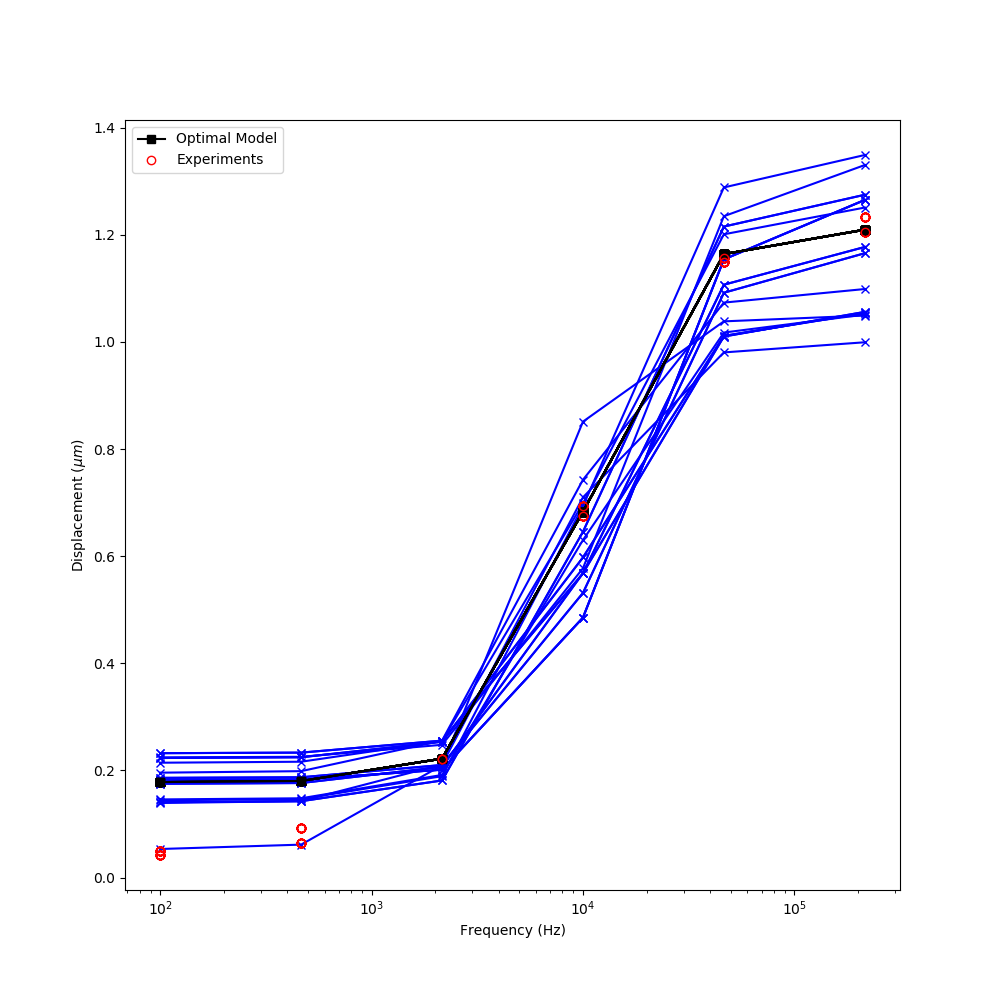 Optimal Model
Experiments
1.4
1.2
1.0
0.8
0.6
0.4
0.2
0.0
Displacement (μm)
10² 10³ 10⁴ 10⁵
Frequency (Hz)